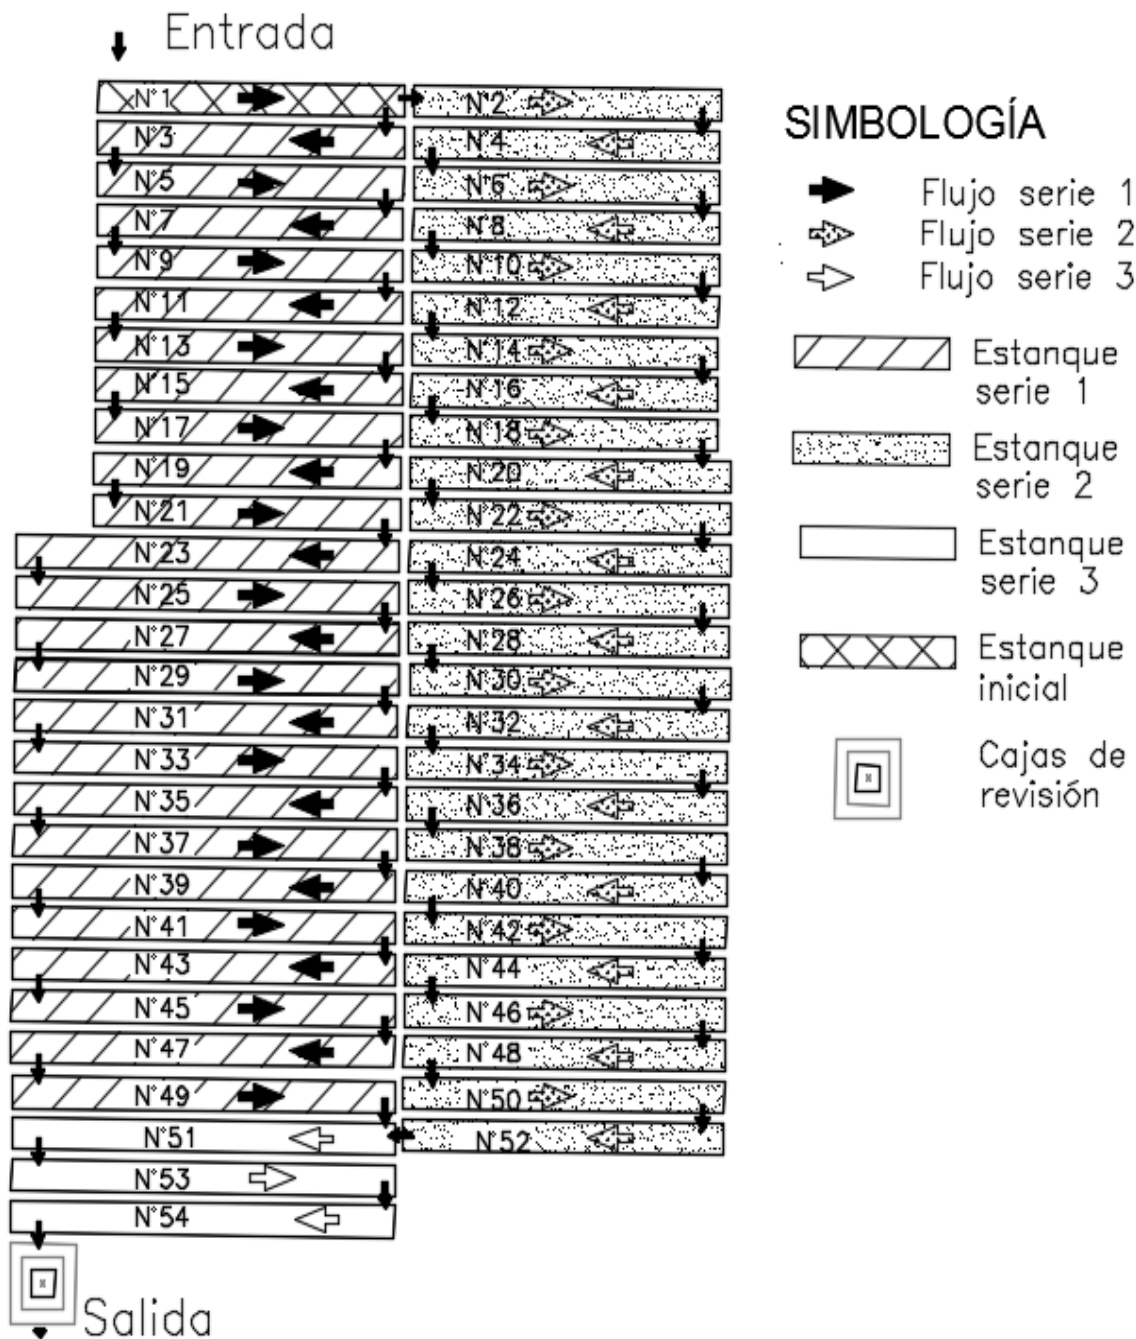 Entrada
N°1 N°2
N°3 N°4
N°5 N°6
N°7 N°8
N°9 N°10
N°11 N°12
N°13 N°14
N°15 N°16
N°17 N°18
N°19 N°20
N°21 N°22
N°23 N°24
N°25 N°26
N°27 N°28
N°29 N°30
N°31 N°32
N°33 N°34
N°35 N°36
N°37 N°38
N°39 N°40
N°41 N°42
N°43 N°44
N°45 N°46
N°47 N°48
N°49 N°50
N°51 N°52
N°53
N°54
Salida
SIMBOLOGÍA
Flujo serie 1
Flujo serie 2
Flujo serie 3
Estanque
serie 1
Estanque
serie 2
Estanque
serie 3
Estanque
inicial
Cajas de
revisión